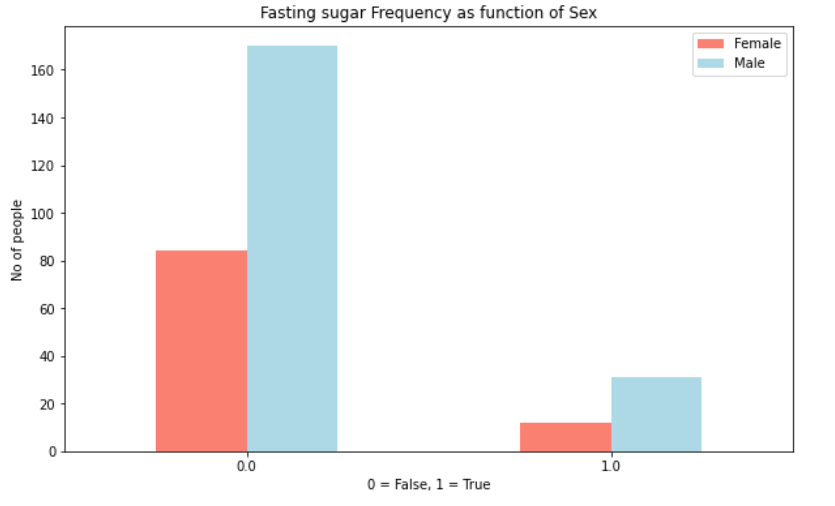 Fasting sugar Frequency as function of Sex
Female
Male
160
140
120
100
80
60
40
20
0
No of people
0.0
1.0
0 = False, 1 = True